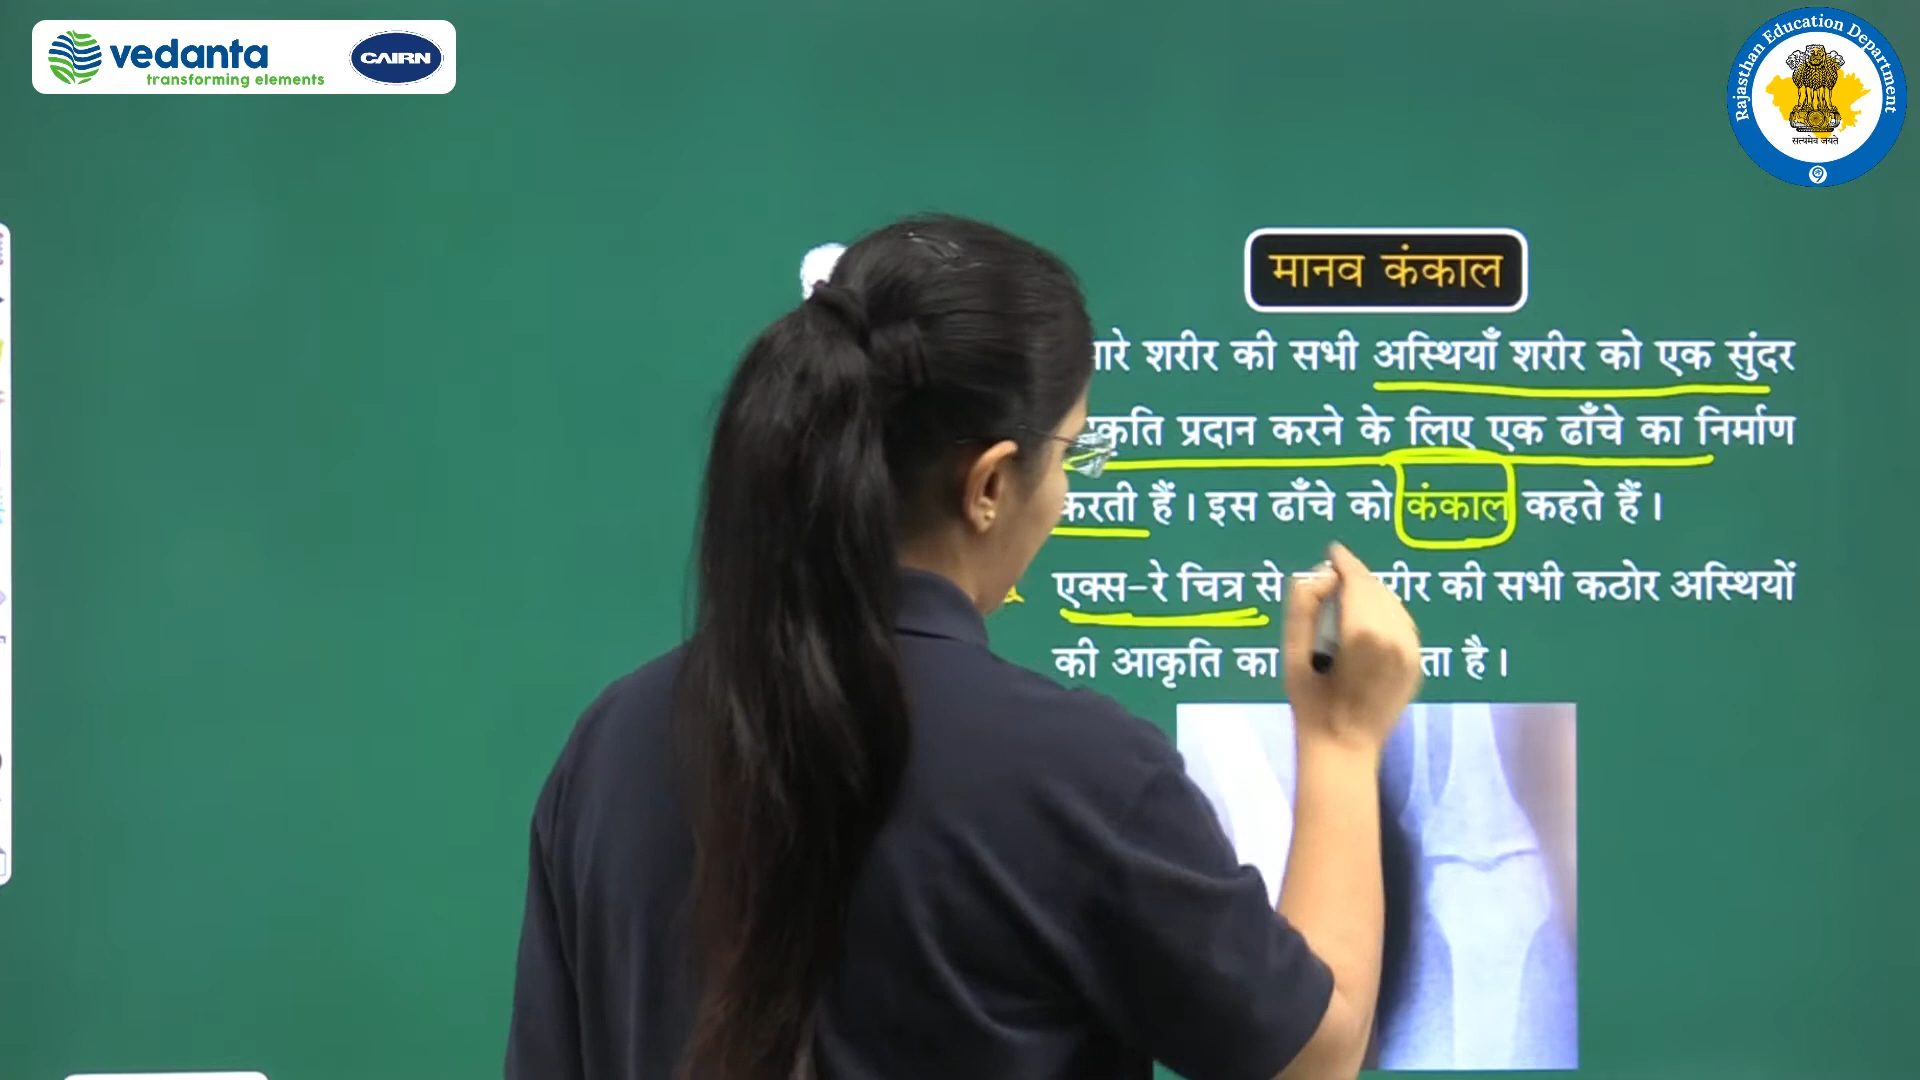 vedanta
transforming elements
CAIRN
Rajasthan Education Department
सत्यमेव जयते
मानव कंकाल
शरीर की सभी अस्थियाँ शरीर को एक सुंदर
प्रदान करने के लिए एक ढाँचे का निर्माण
करती हैं। इस ढाँचे को कंकाल कहते हैं।
एक्स-रे चित्र से की सभी कठोर अस्थियों
की आकृति का है।